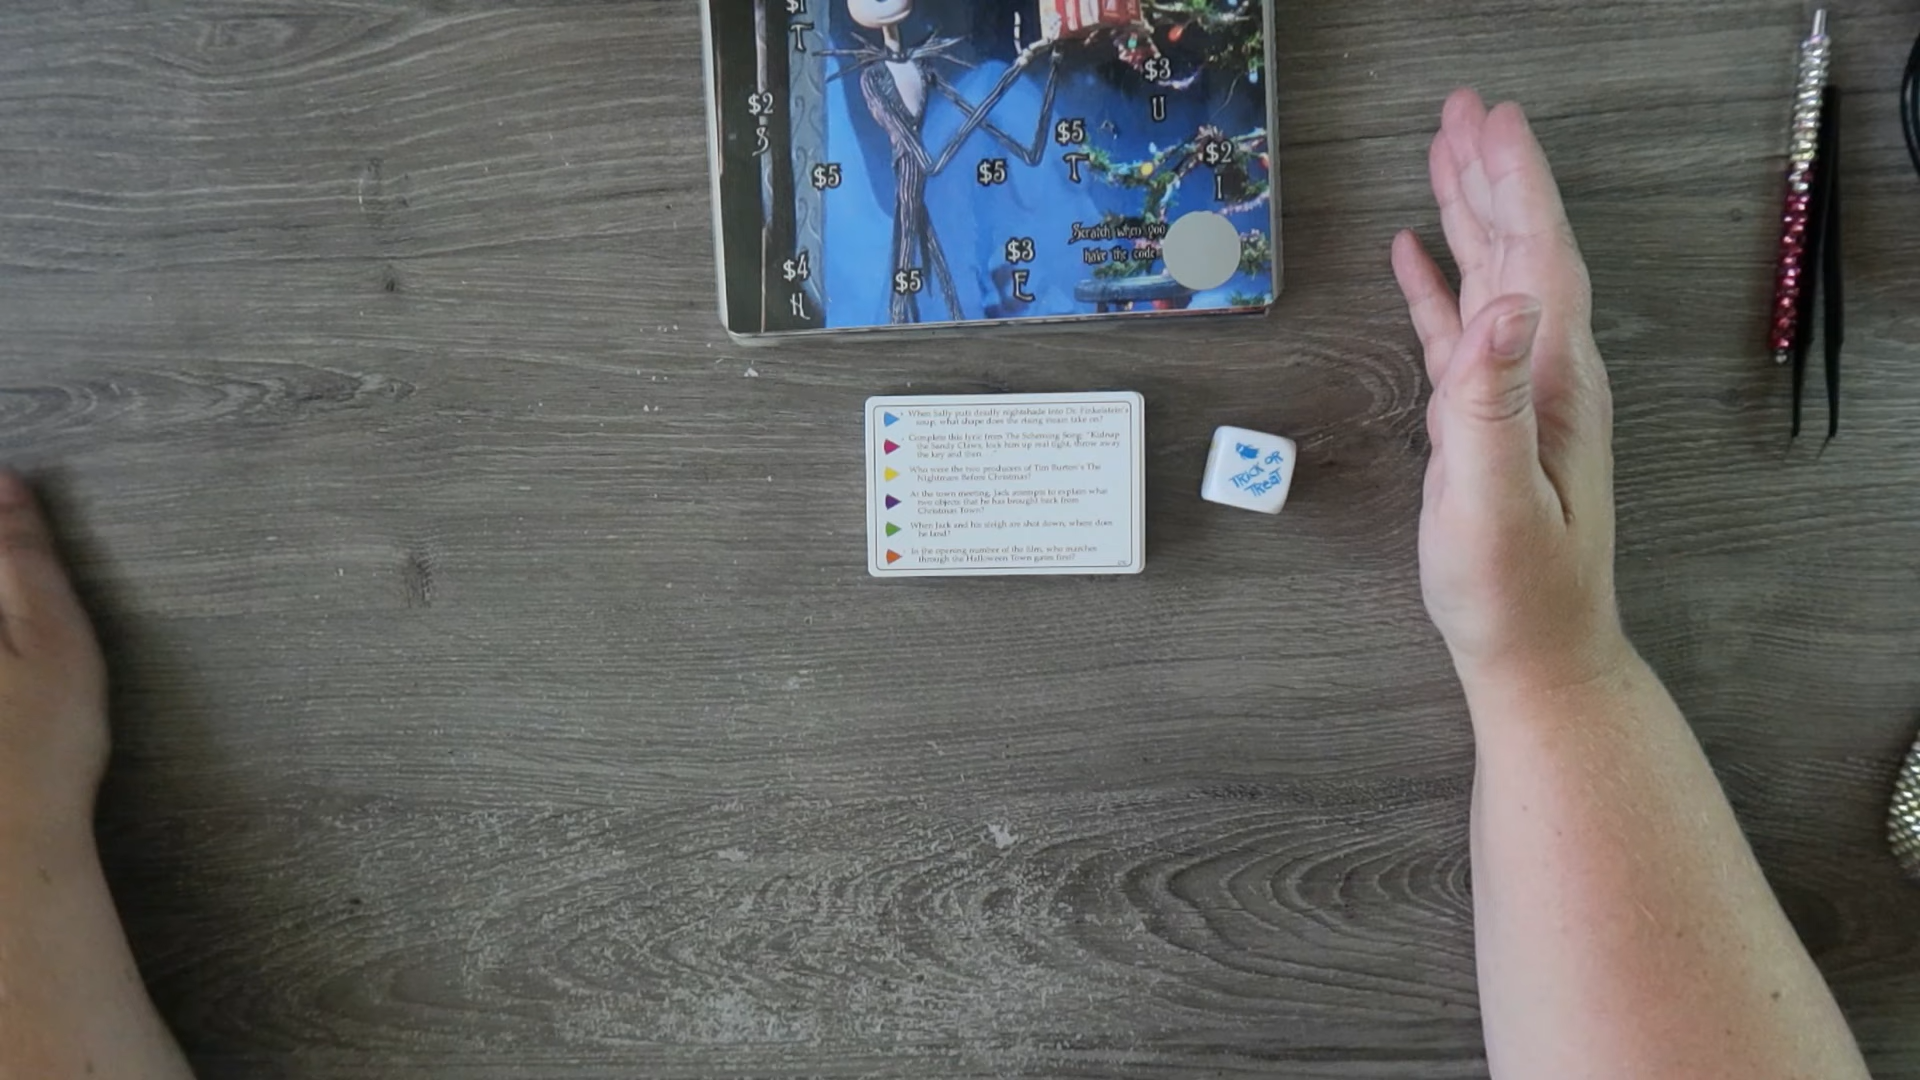 $1
T
$3
U
$2
S
$5
T
$2
I
$5
$5
Scratch when you
have the code
$3
E
$4
H
$5
When Sally puts deadly nightshade into Dr. Finkelstein's
soup, what shape does the rising steam take on?
Complete this lyric from The Scheming Song: "Kidnap
the Sandy Claws, lock him up real tight, throw away
the key and then
Who were the two producers of Tim Burton's The
Nightmare Before Christmas?
At the town meeting, Jack attempts to explain what
two objects that he has brought back from
Christmas Town?
When Jack and his sleigh are shot down, where does
he land?
In the opening number of the film, who marches
through the Halloween Town gates first?
TRICK OR
TREAT